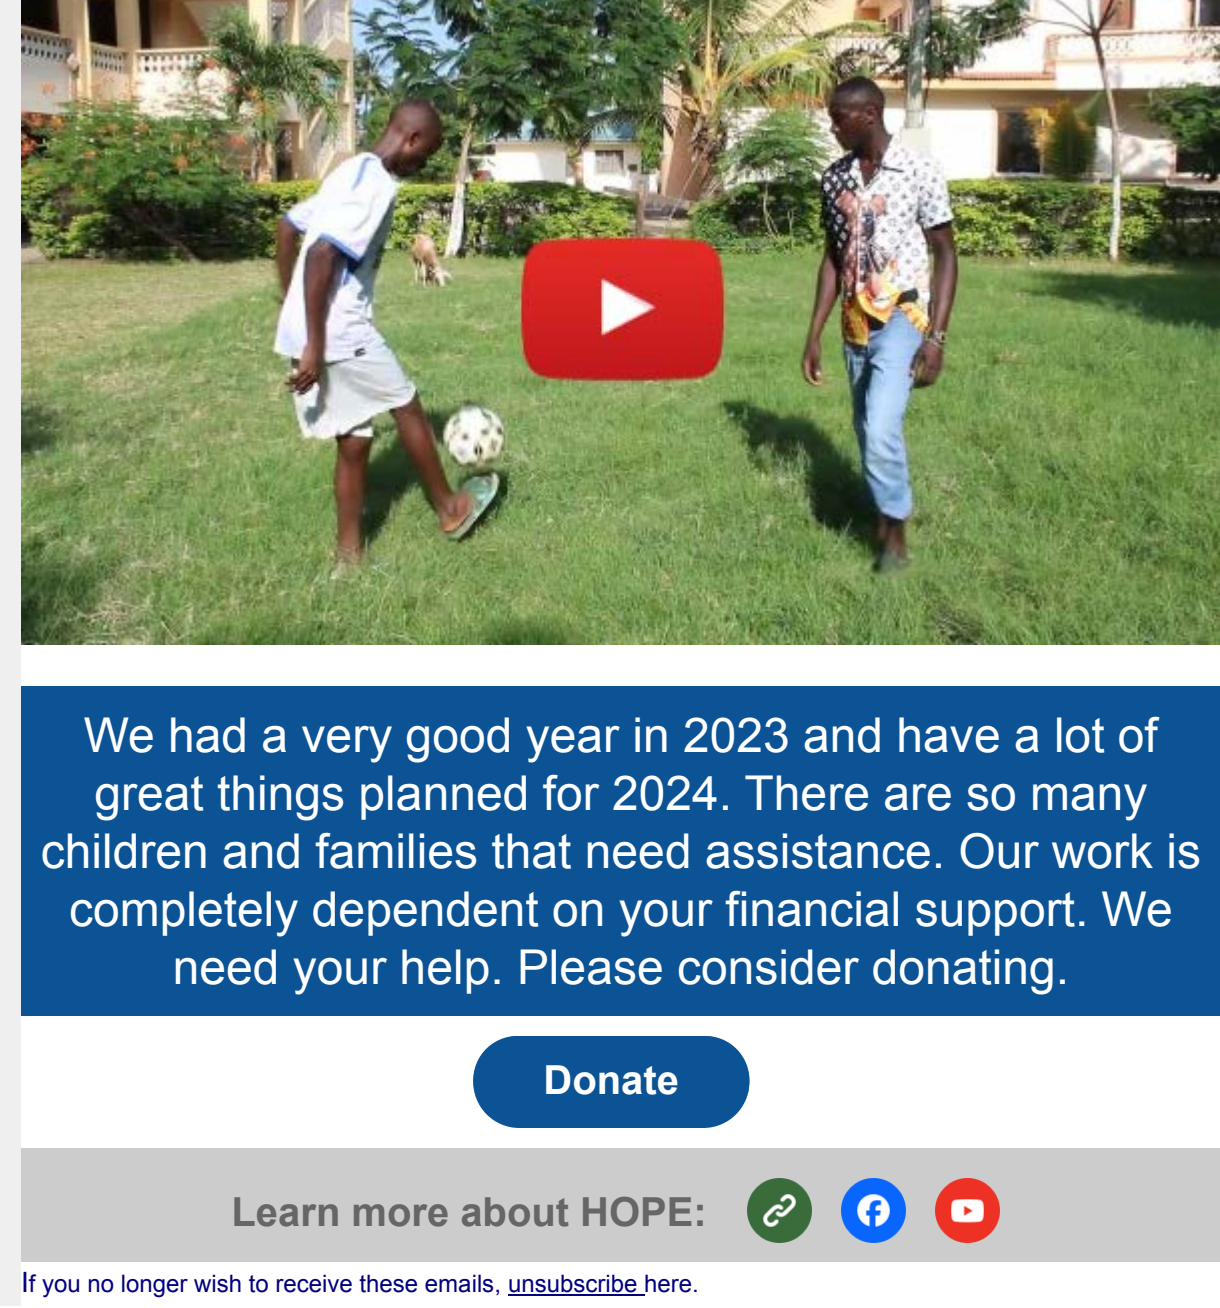 We had a very good year in 2023 and have a lot of
great things planned for 2024. There are so many
children and families that need assistance. Our work is
completely dependent on your financial support. We
need your help. Please consider donating.
Donate
Learn more about HOPE:
If you no longer wish to receive these emails, unsubscribe here.